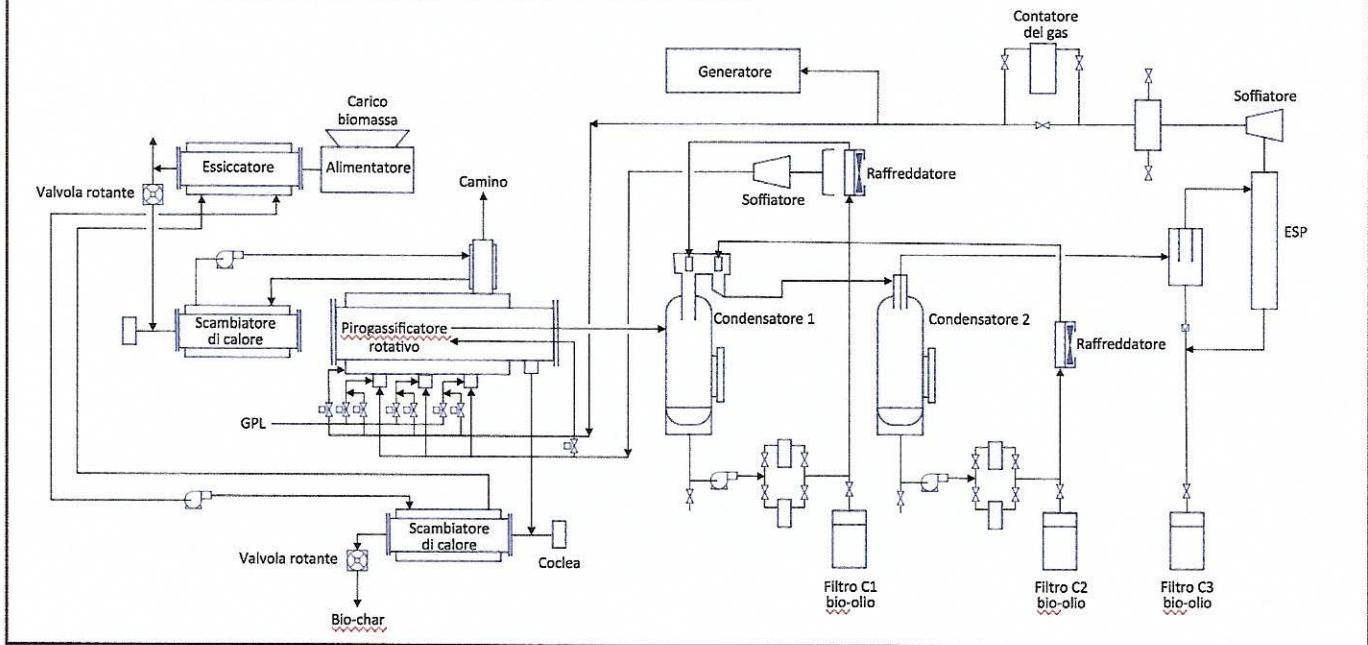 Contatore
del gas
Generatore
Soffiatore
Carico
biomassa
Essiccatore
Alimentatore
Raffreddatore
Valvola rotante
Camino
Soffiatore
ESP
Scambiatore
di calore
Pirogassificatore
rotativo
Condensatore 1
Condensatore 2
Raffreddatore
GPL
Scambiatore
di calore
Valvola rotante
Coclea
Bio-char
Filtro C1
bio-olio
Filtro C2
bio-olio
Filtro C3
bio-olio